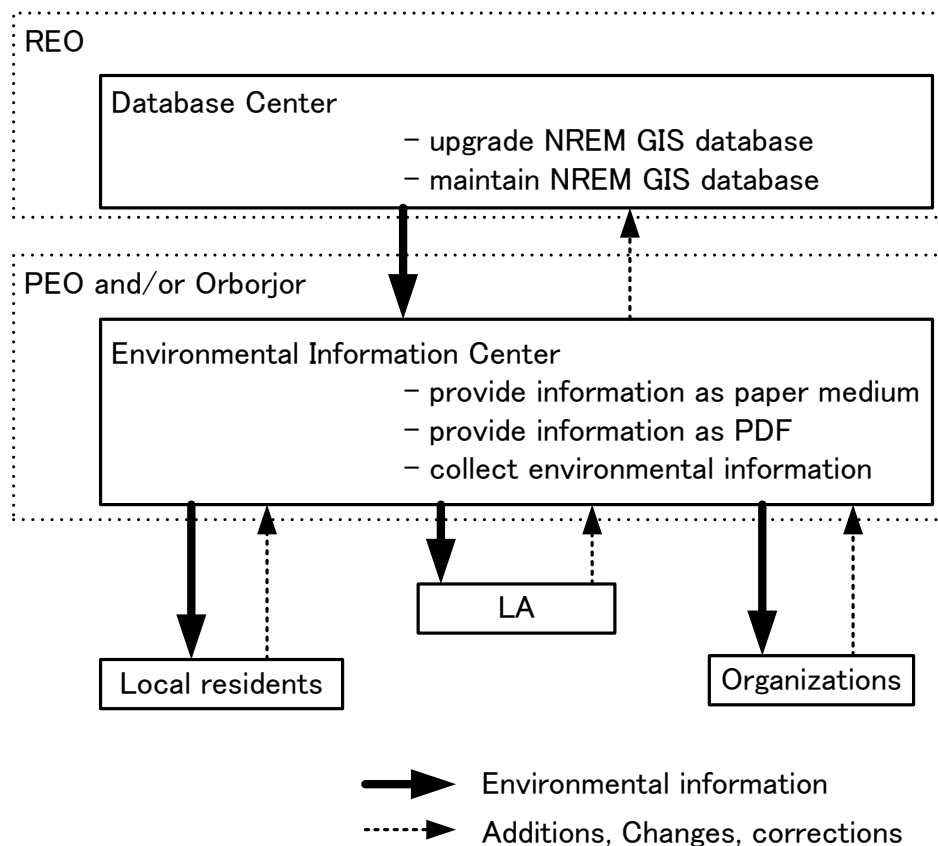 REO
Database Center
- upgrade NREM GIS database
- maintain NREM GIS database
PEO and/or Orborjor
Environmental Information Center
- provide information as paper medium
- provide information as PDF
- collect environmental information
LA
Local residents
Organizations
Environmental information
Additions, Changes, corrections